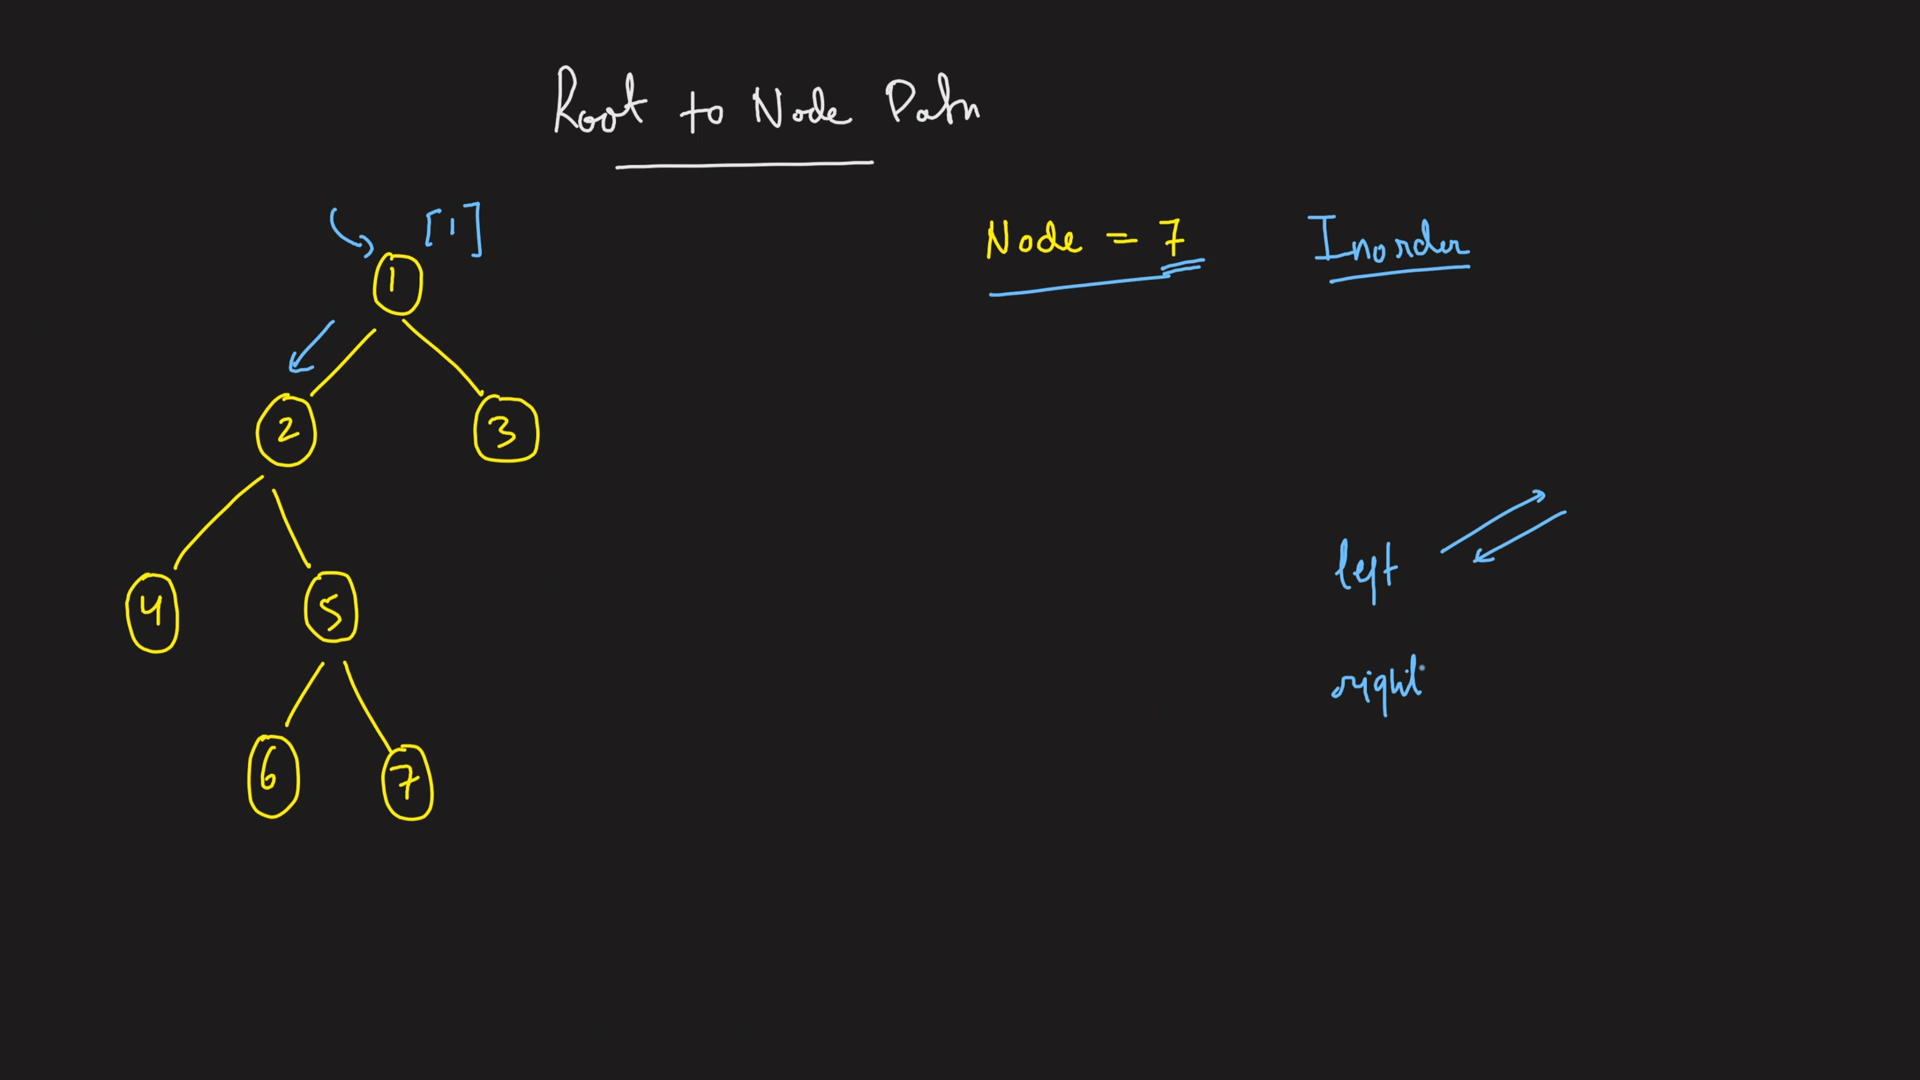 Root to Node Path
[1]
Node = 7
Inorder
1
2
3
left
4
5
right
6
7